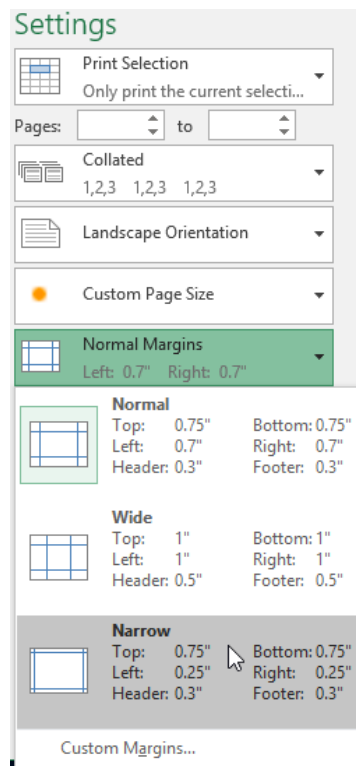 Settings
Print Selection
Only print the current selecti...
Pages: to
Collated
1,2,3 1,2,3 1,2,3
Landscape Orientation
Custom Page Size
Normal Margins
Left: 0.7" Right: 0.7"
Normal
Top: 0.75" Bottom: 0.75"
Left: 0.7" Right: 0.7"
Header: 0.3" Footer: 0.3"
Wide
Top: 1" Bottom: 1"
Left: 1" Right: 1"
Header: 0.5" Footer: 0.5"
Narrow
Top: 0.75" Bottom: 0.75"
Left: 0.25" Right: 0.25"
Header: 0.3" Footer: 0.3"
Custom Margins...